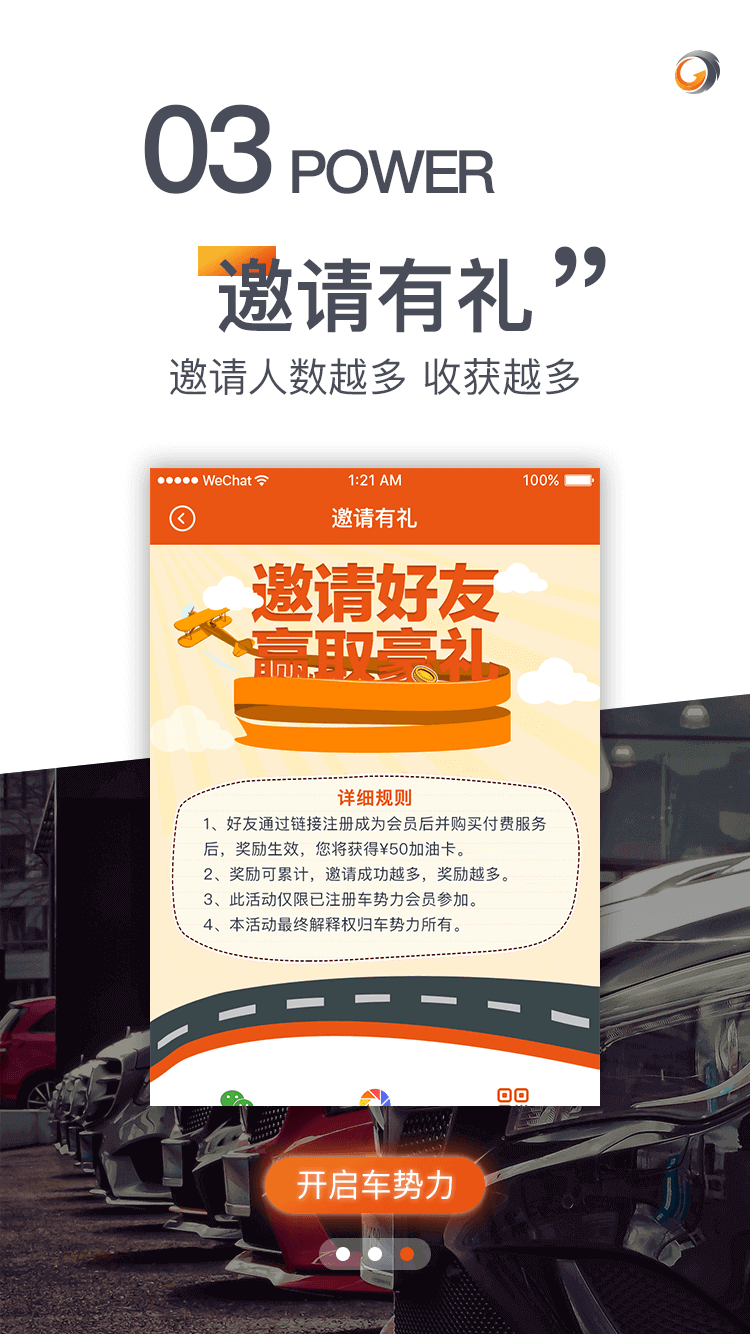 03 POWER
邀请有礼”
邀请人数越多 收获越多
WeChat 1:21 AM 100%
邀请有礼
邀请好友
赢取豪礼
详细规则
1、好友通过链接注册成为会员后并购买付费服务
后，奖励生效，您将获得¥50加油卡。
2、奖励可累计，邀请成功越多，奖励越多。
3、此活动仅限已注册车势力会员参加。
4、本活动最终解释权归车势力所有。
开启车势力